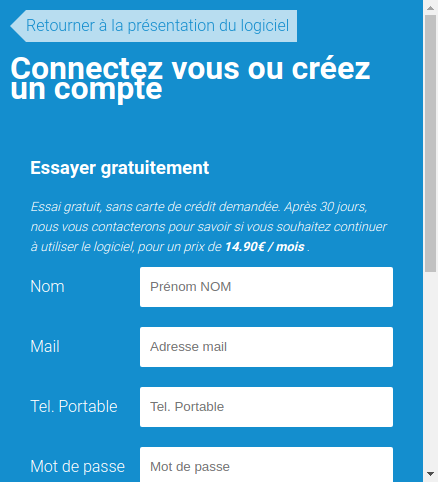 Retourner à la présentation du logiciel
Connectez vous ou créez
un compte
Essayer gratuitement
Essai gratuit, sans carte de crédit demandée. Après 30 jours,
nous vous contacterons pour savoir si vous souhaitez continuer
à utiliser le logiciel, pour un prix de 14.90€ / mois .
Nom
Prénom NOM
Mail
Adresse mail
Tel. Portable
Tel. Portable
Mot de passe
Mot de passe